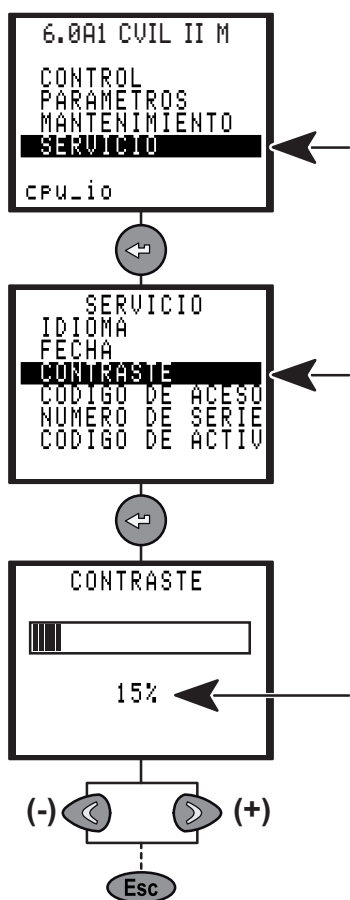 6.0A1 CVIL II M
CONTROL
PARAMETROS
MANTENIMIENTO
SERVICIO
cpu_io
SERVICIO
IDIOMA
FECHA
CONTRASTE
CODIGO DE ACESO
NUMERO DE SERIE
CODIGO DE ACTIV
CONTRASTE
15%
(-) (+)
Esc